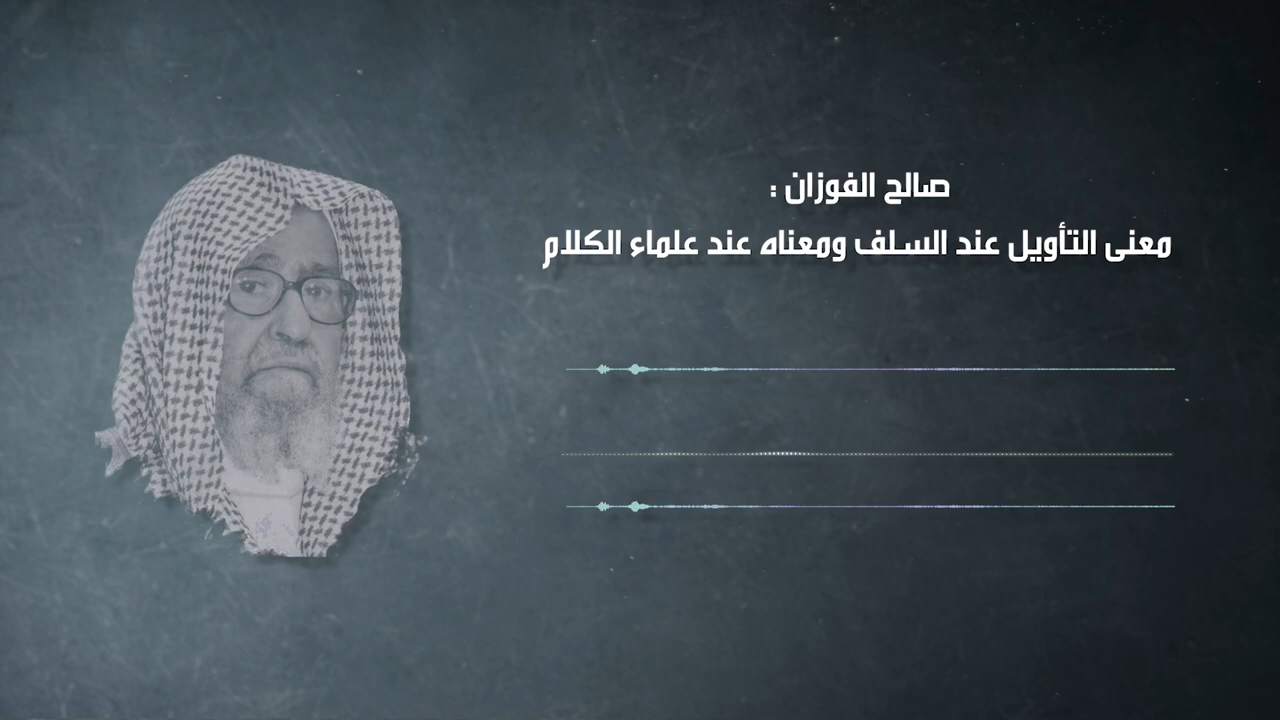 صالح الفوزان :
معنى التأويل عند السلف ومعناه عند علماء الكلام